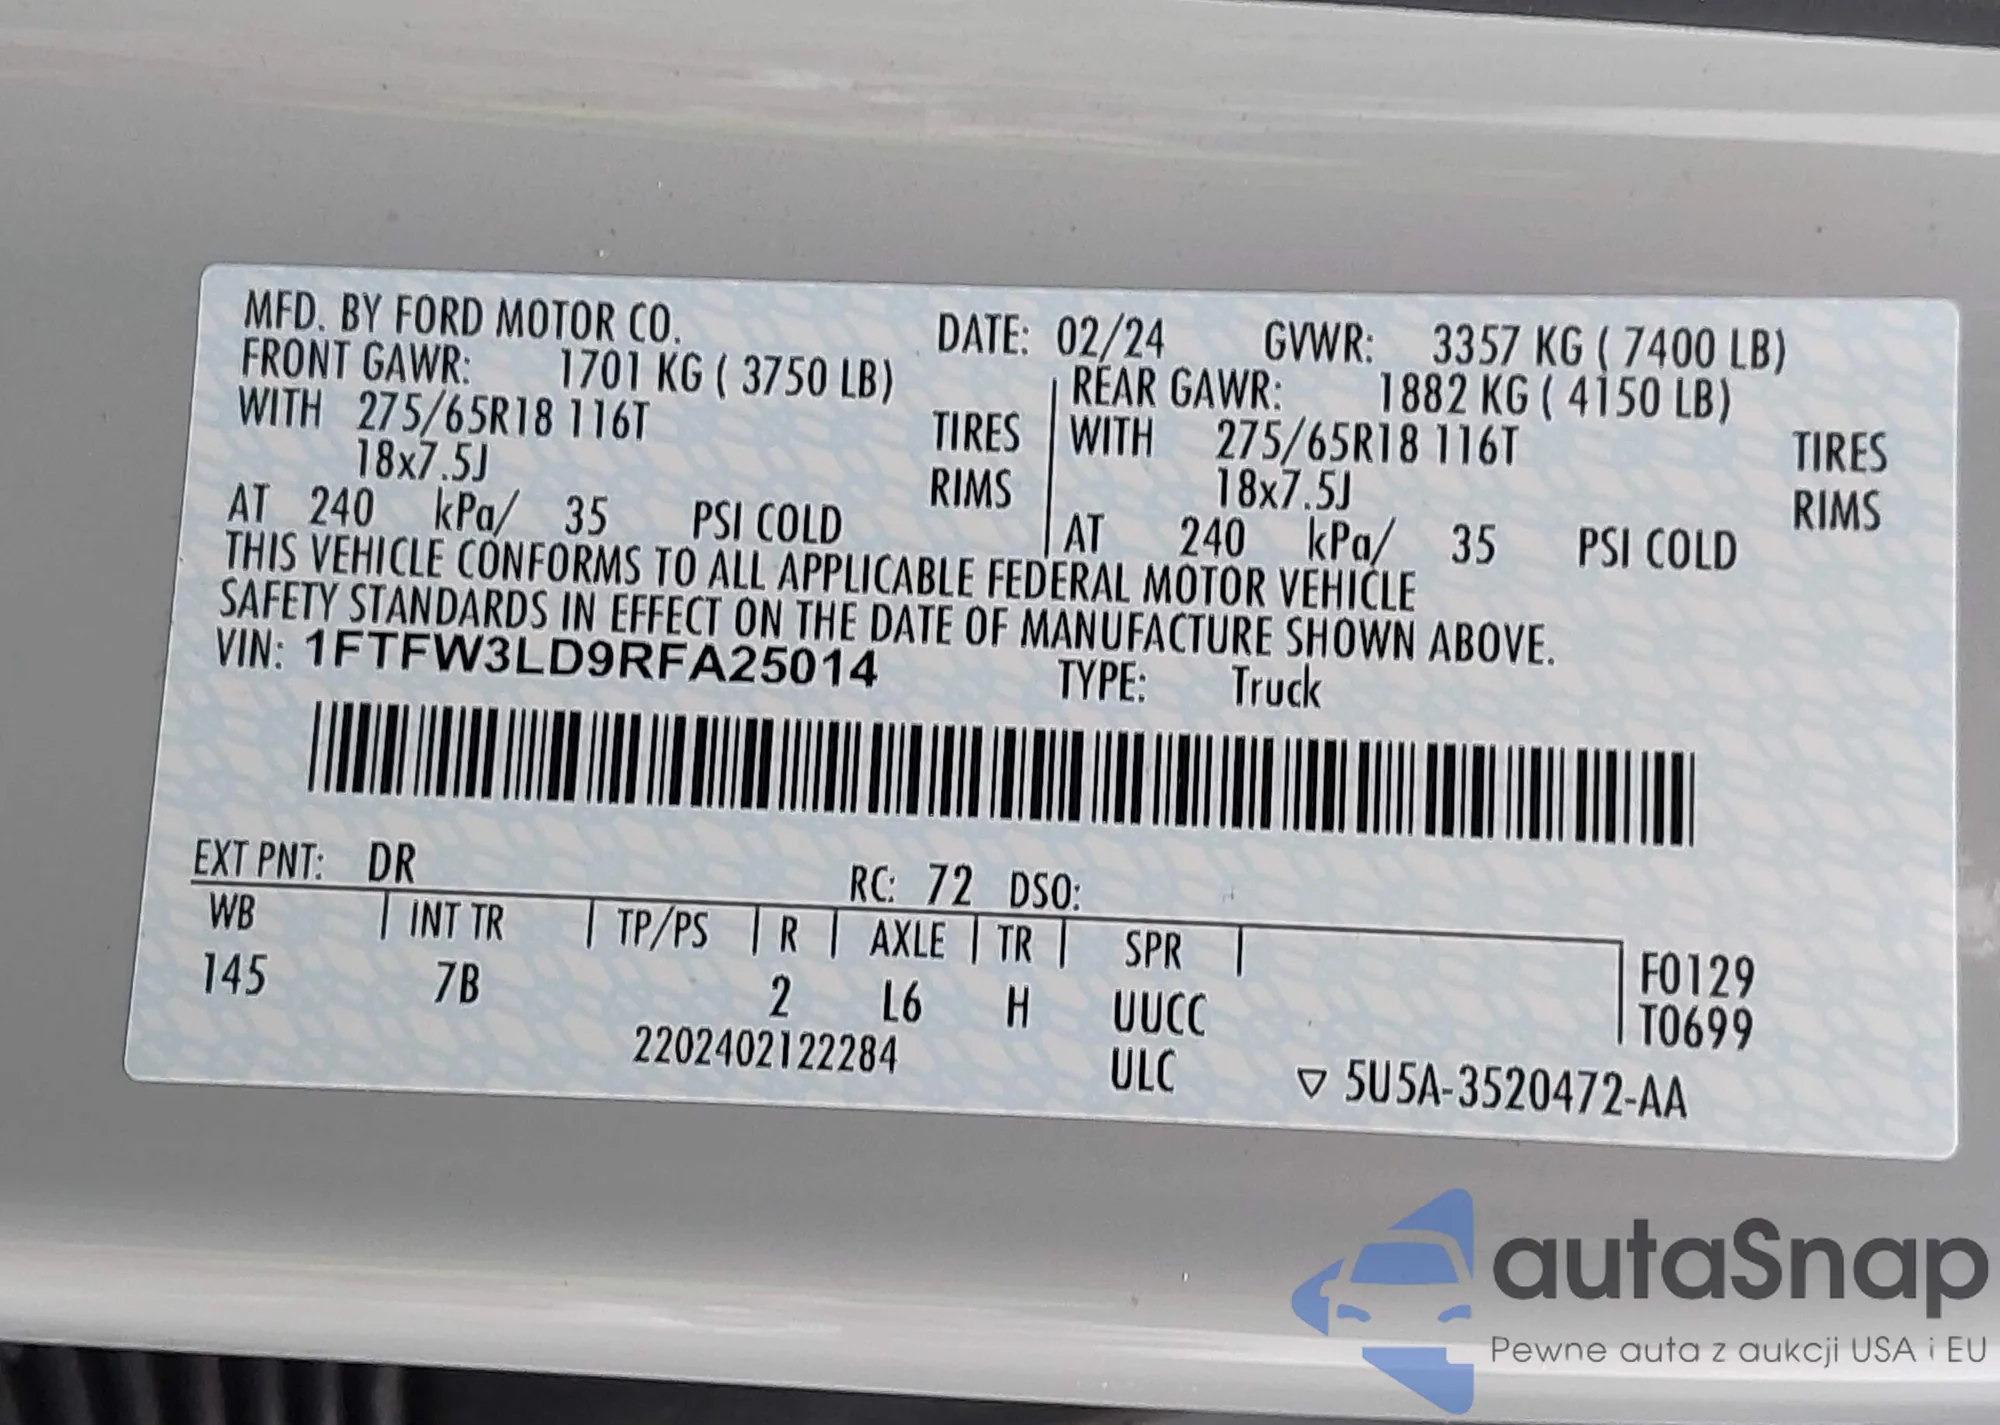 MFD. BY FORD MOTOR CO. DATE: 02/24 GVWR: 3357 KG ( 7400 LB)
FRONT GAWR: 1701 KG ( 3750 LB) REAR GAWR: 1882 KG ( 4150 LB)
WITH 275/65R18 116T TIRES WITH 275/65R18 116T TIRES
18x7.5J RIMS 18x7.5J RIMS
AT 240 kPa/ 35 PSI COLD AT 240 kPa/ 35 PSI COLD
THIS VEHICLE CONFORMS TO ALL APPLICABLE FEDERAL MOTOR VEHICLE
SAFETY STANDARDS IN EFFECT ON THE DATE OF MANUFACTURE SHOWN ABOVE.
VIN: 1FTFW3LD9RFA25014 TYPE: Truck
EXT PNT: DR RC: 72 DSO:
WB INT TR TP/PS R AXLE TR SPR F0129
145 7B 2 L6 H UUCC T0699
2202402122284 ULC ▽ 5U5A-3520472-AA
autaSnap
Pewne auta z aukcji USA i EU